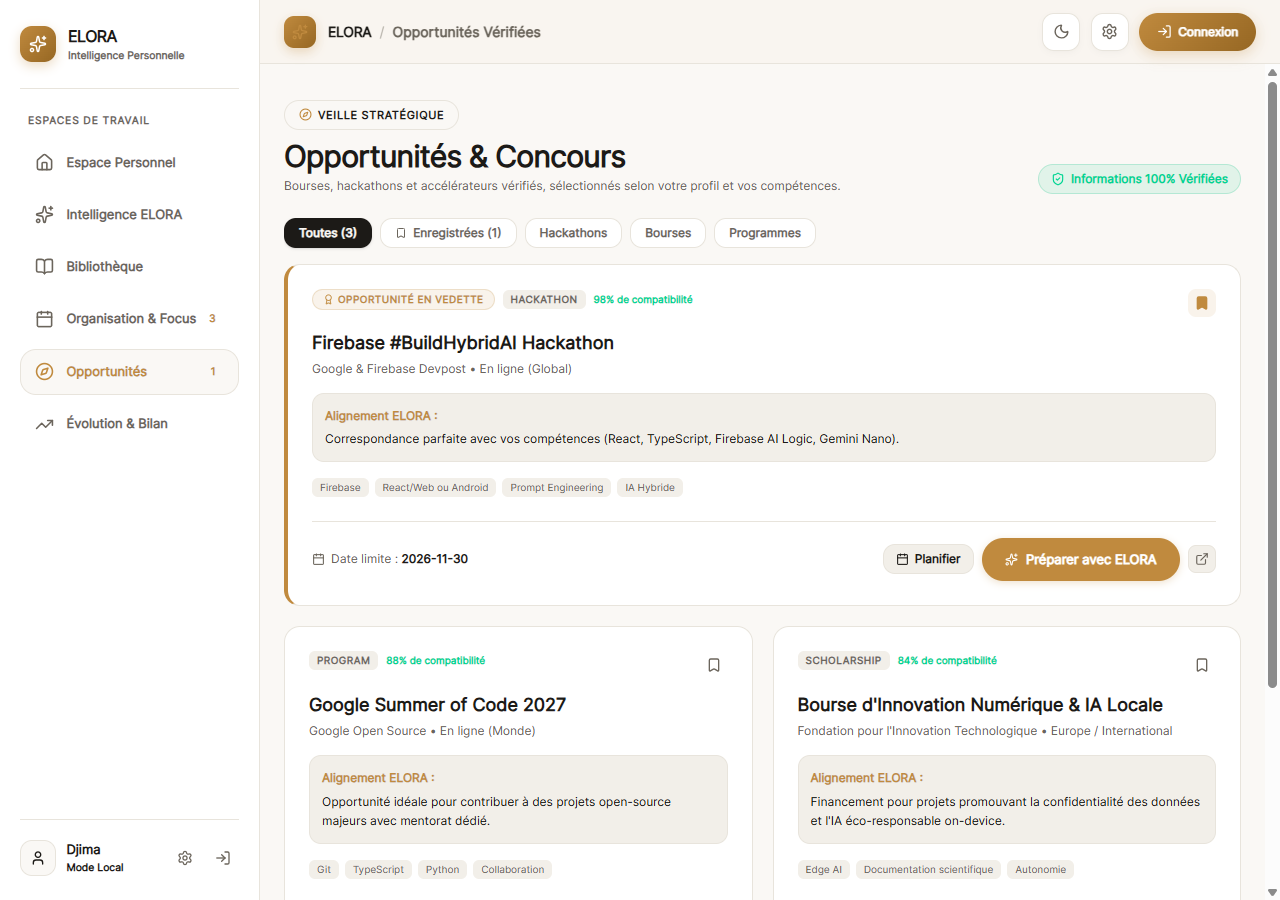 ELORA
Intelligence Personnelle
ESPACES DE TRAVAIL
Espace Personnel
Intelligence ELORA
Bibliothèque
Organisation & Focus 3
Opportunités 1
Évolution & Bilan
Djima
Mode Local
ELORA / Opportunités Vérifiées
Connexion
VEILLE STRATÉGIQUE
Opportunités & Concours
Bourses, hackathons et accélérateurs vérifiés, sélectionnés selon votre profil et vos compétences.
Informations 100% Vérifiées
Toutes (3) Enregistrées (1) Hackathons Bourses Programmes
OPPORTUNITÉ EN VEDETTE HACKATHON 98% de compatibilité
Firebase #BuildHybridAI Hackathon
Google & Firebase Devpost • En ligne (Global)
Alignement ELORA :
Correspondance parfaite avec vos compétences (React, TypeScript, Firebase AI Logic, Gemini Nano).
Firebase React/Web ou Android Prompt Engineering IA Hybride
Date limite : 2026-11-30
Planifier Préparer avec ELORA
PROGRAM 88% de compatibilité
Google Summer of Code 2027
Google Open Source • En ligne (Monde)
Alignement ELORA :
Opportunité idéale pour contribuer à des projets open-source
majeurs avec mentorat dédié.
Git TypeScript Python Collaboration
SCHOLARSHIP 84% de compatibilité
Bourse d'Innovation Numérique & IA Locale
Fondation pour l'Innovation Technologique • Europe / International
Alignement ELORA :
Financement pour projets promouvant la confidentialité des données
et l'IA éco-responsable on-device.
Edge AI Documentation scientifique Autonomie